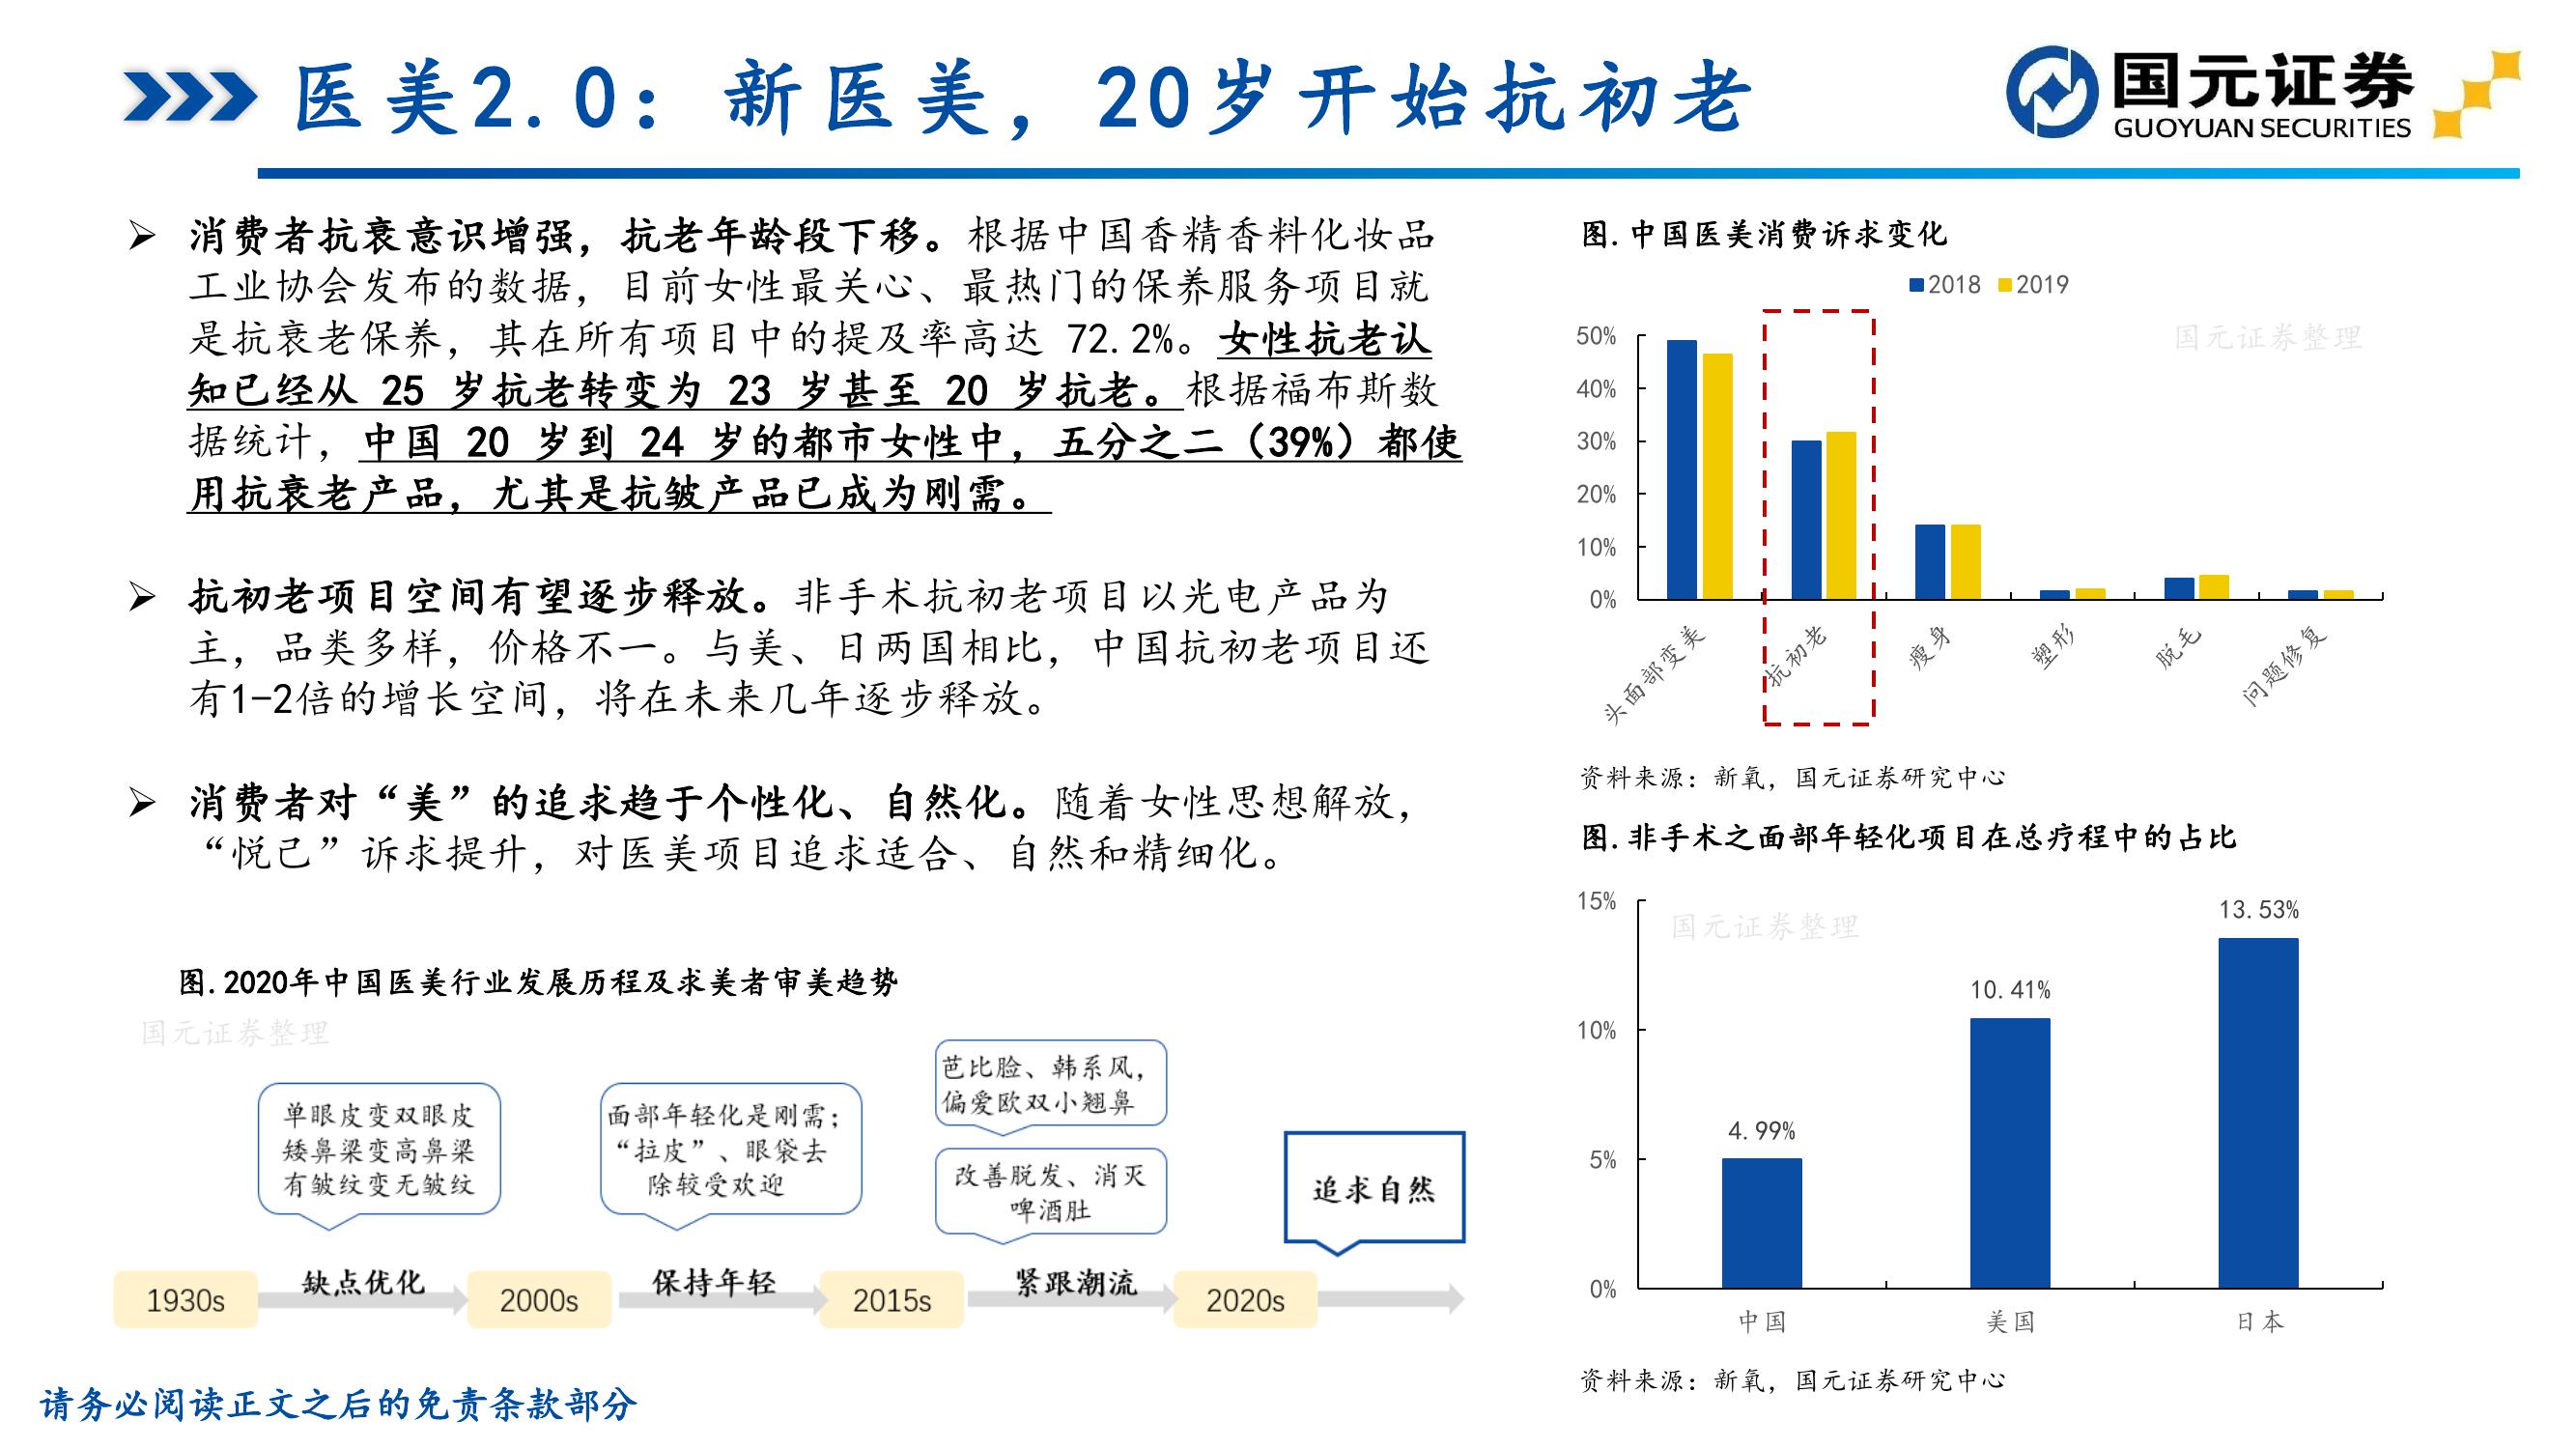 医美2.0：新医美，20岁开始抗初老
国元证券
GUOYUAN SECURITIES
消费者抗衰意识增强，抗老年龄段下移。根据中国香精香料化妆品
工业协会发布的数据，目前女性最关心、最热门的保养服务项目就
是抗衰老保养，其在所有项目中的提及率高达 72.2%。女性抗老认
知已经从 25 岁抗老转变为 23 岁甚至 20 岁抗老。根据福布斯数
据统计，中国 20 岁到 24 岁的都市女性中，五分之二（39%）都使
用抗衰老产品，尤其是抗皱产品已成为刚需。
抗初老项目空间有望逐步释放。非手术抗初老项目以光电产品为
主，品类多样，价格不一。与美、日两国相比，中国抗初老项目还
有1-2倍的增长空间，将在未来几年逐步释放。
消费者对“美”的追求趋于个性化、自然化。随着女性思想解放，
“悦己”诉求提升，对医美项目追求适合、自然和精细化。
图.2020年中国医美行业发展历程及求美者审美趋势
国元证券整理
单眼皮变双眼皮
矮鼻梁变高鼻梁
有皱纹变无皱纹
面部年轻化是刚需；
“拉皮”、眼袋去
除较受欢迎
芭比脸、韩系风，
偏爱欧双小翘鼻
改善脱发、消灭
啤酒肚
追求自然
1930s
缺点优化
2000s
保持年轻
2015s
紧跟潮流
2020s
图.中国医美消费诉求变化
2018
2019
国元证券整理
50%
40%
30%
20%
10%
0%
头面部变美
抗初老
瘦身
塑形
脱毛
问题修复
资料来源：新氧，国元证券研究中心
图.非手术之面部年轻化项目在总疗程中的占比
国元证券整理
15%
10%
5%
0%
4.99%
10.41%
13.53%
中国
美国
日本
资料来源：新氧，国元证券研究中心
请务必阅读正文之后的免责条款部分